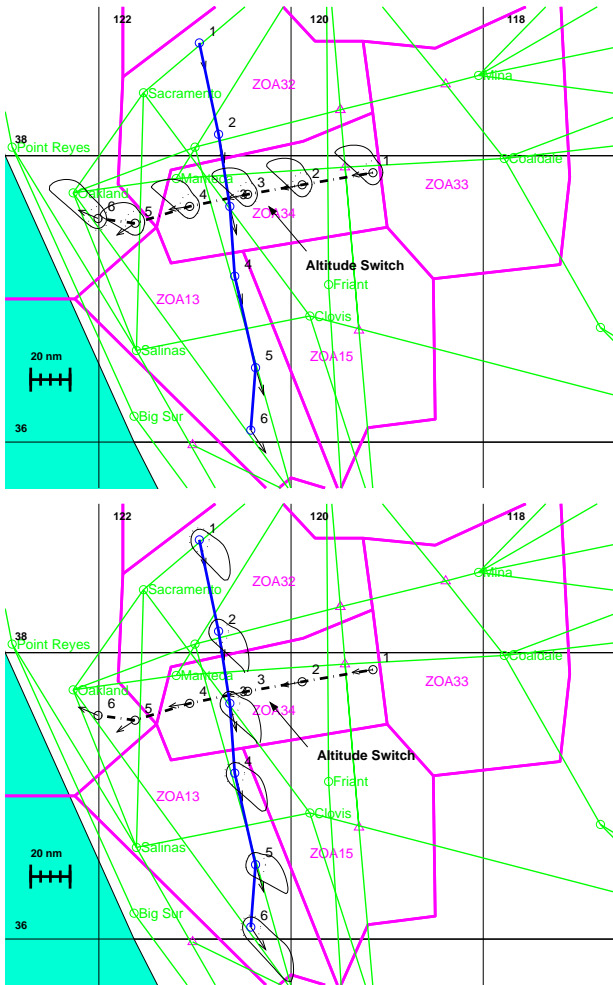 122
120
118
1
Mina
Sacramento
ZOA32
2
38
Point Reyes
Coaldale
Manteca
1
2
3
ZOA33
Oakland
4
ZOA34
6
5
Altitude Switch
4
Friant
ZOA13
Clovis
Salinas
ZOA15
5
20 nm
Big Sur
6
36
122
120
118
1
Mina
Sacramento
ZOA32
2
38
Point Reyes
Coaldale
Manteca
1
2
3
ZOA33
Oakland
4
ZOA34
6
5
Altitude Switch
4
Friant
ZOA13
Clovis
Salinas
ZOA15
5
20 nm
Big Sur
6
36